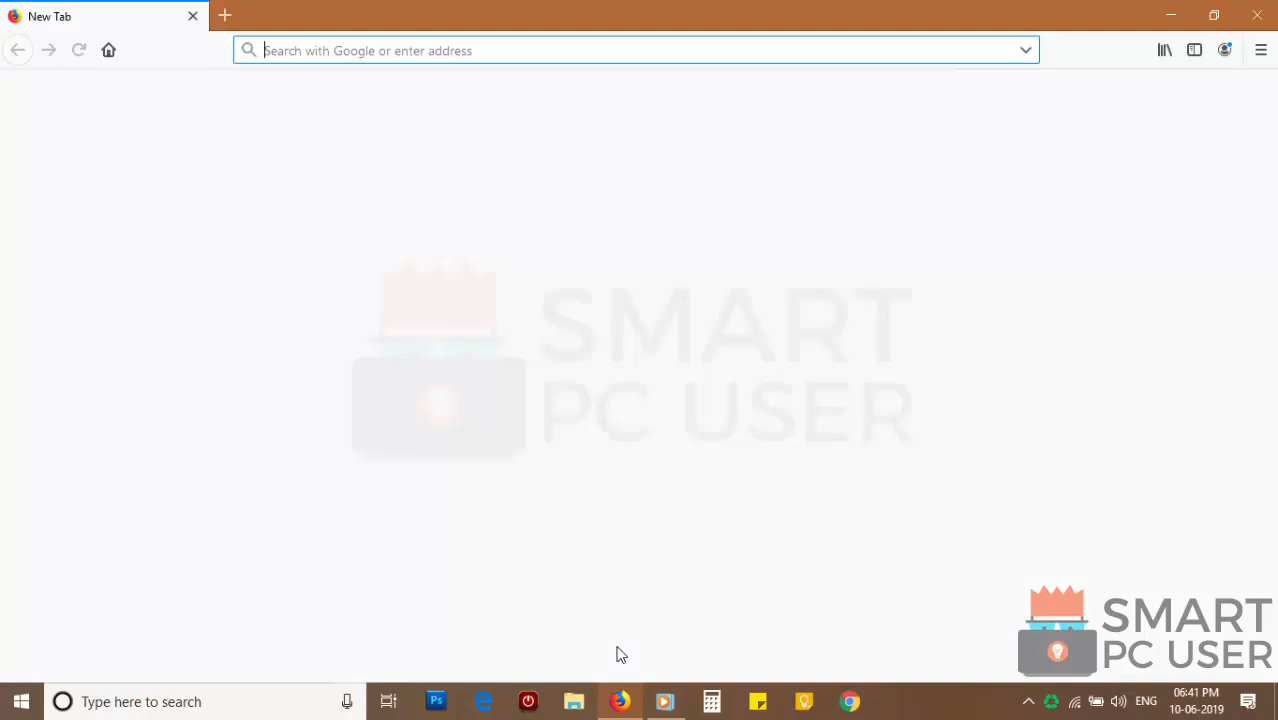 New Tab
Search with Google or enter address
SMART
PC USER
SMART
PC USER
Type here to search
Ps
ENG
06:41 PM
10-06-2019